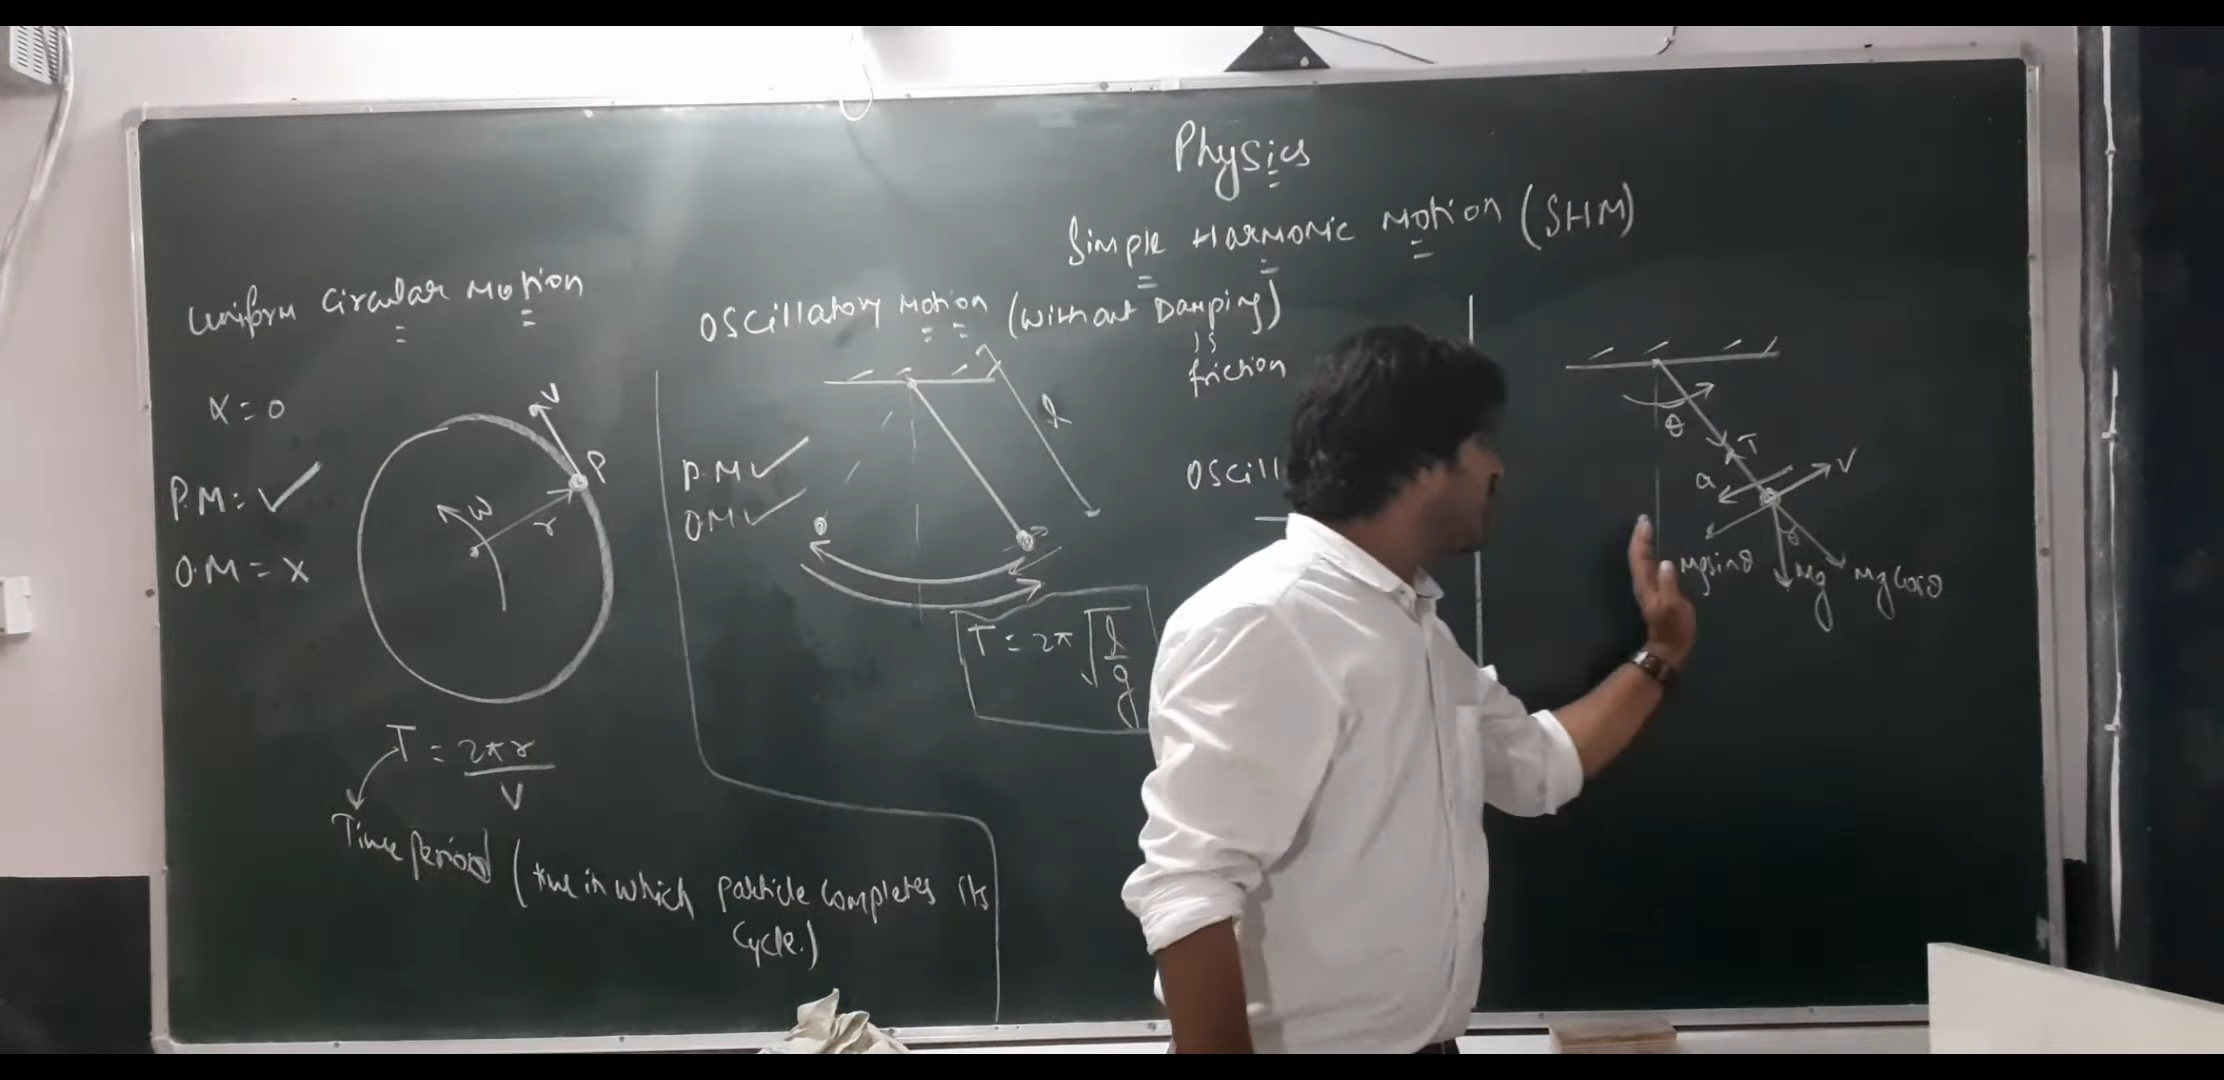 Physics
Simple Harmonic Motion (SHM)
Uniform Circular Motion
α = 0
P.M = ✓
O.M = ×
V
P
ω
r
T = 2πr / V
Time Period (time in which particle completes its
cycle.)
Oscillatory Motion (without Damping)
friction
P.M ✓
O.M ✓
l
T = 2π √(l/g)
Oscill
θ
T
V
a
θ
Mg sinθ
Mg
Mg cosθ